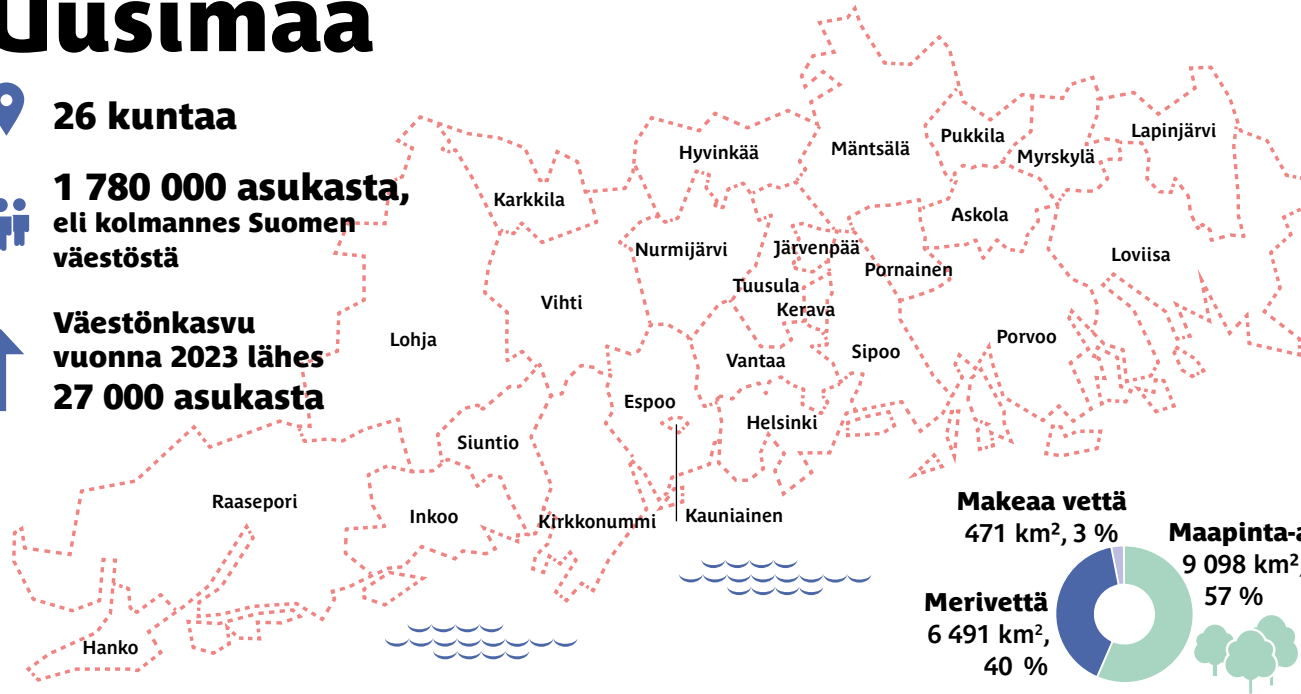 Uusimaa
26 kuntaa
1 780 000 asukasta,
eli kolmannes Suomen
väestöstä
Väestönkasvu
vuonna 2023 lähes
27 000 asukasta
Hyvinkää
Mäntsälä
Pukkila
Myrskylä
Lapinjärvi
Karkkila
Askola
Nurmijärvi
Järvenpää
Pornainen
Loviisa
Tuusula
Kerava
Vihti
Lohja
Vantaa
Sipoo
Porvoo
Espoo
Helsinki
Siuntio
Raasepori
Inkoo
Kirkkonummi
Kauniainen
Hanko
Makeaa vettä
471 km², 3 %
Maapinta-a
9 098 km²,
57 %
Merivettä
6 491 km²,
40 %